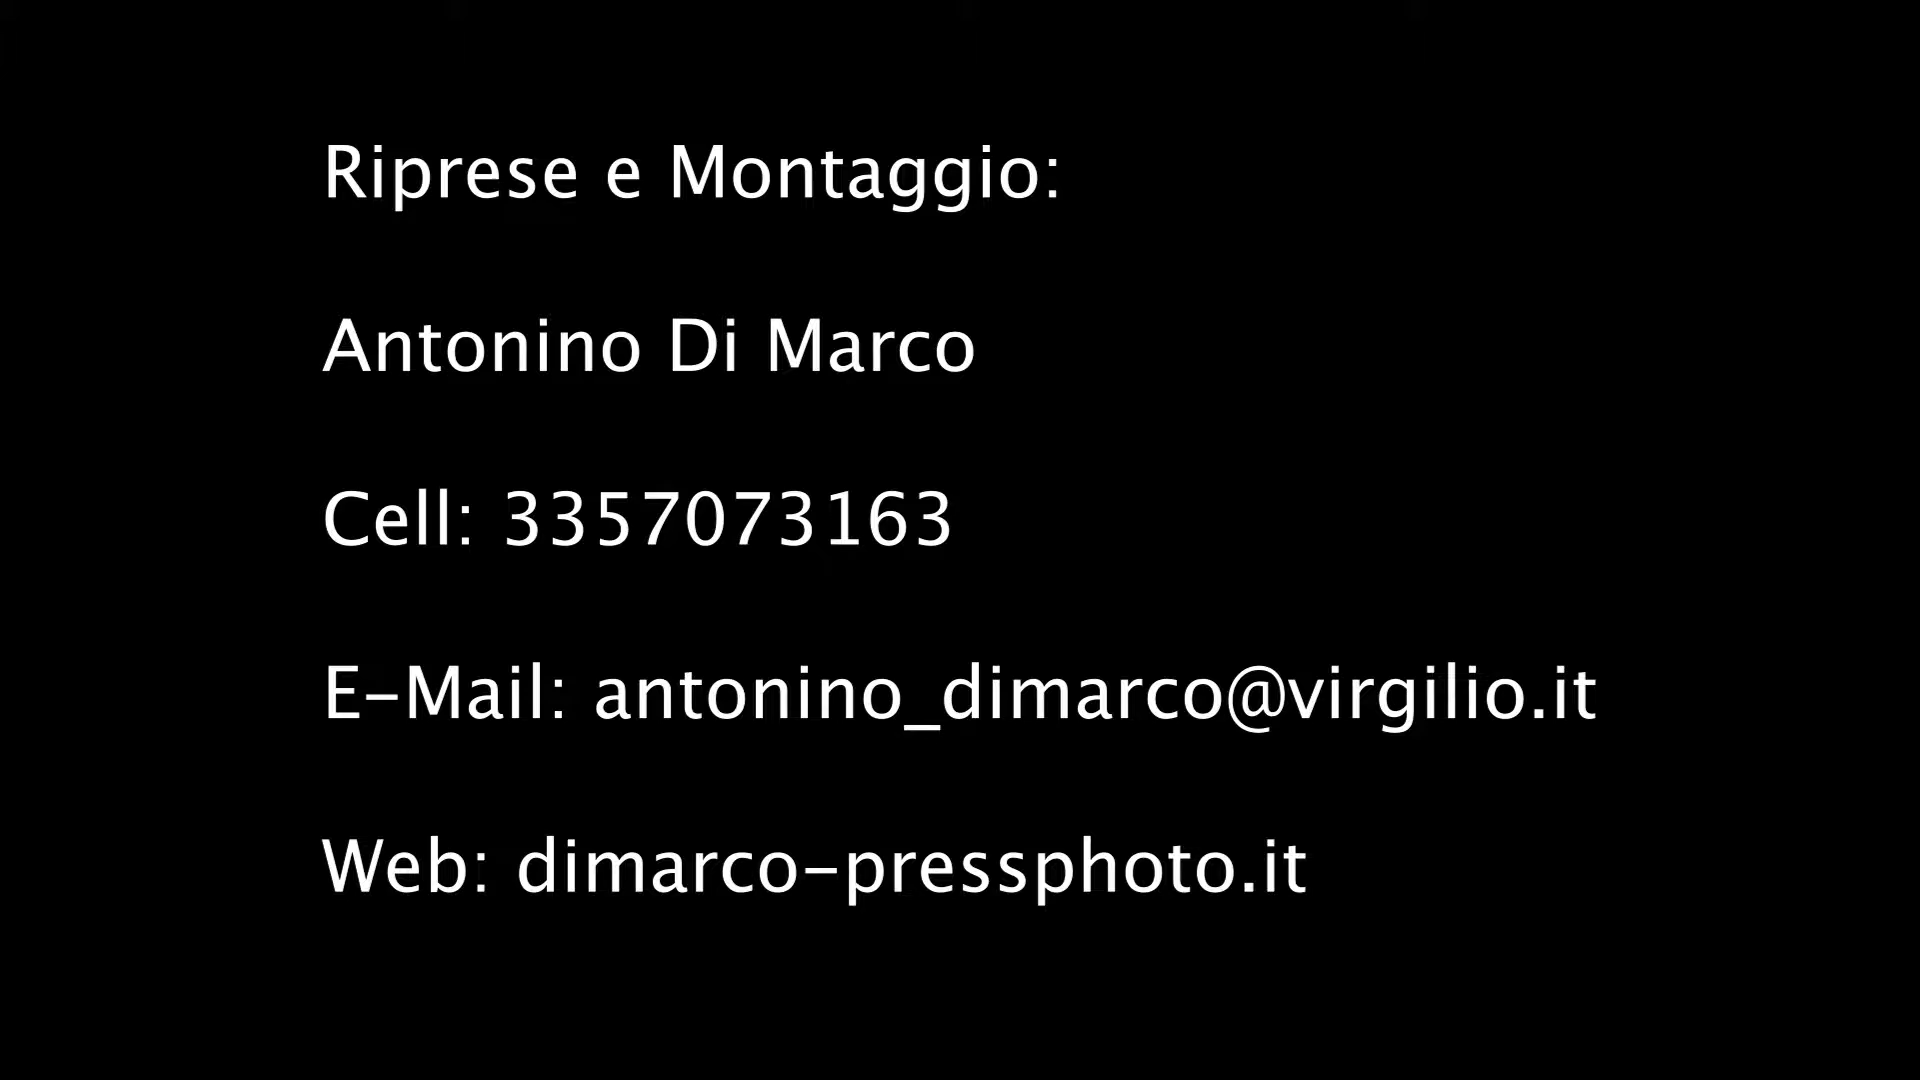 Riprese e Montaggio:
Antonino Di Marco
Cell: 3357073163
E-Mail: antonino_dimarco@virgilio.it
Web: dimarco-pressphoto.it